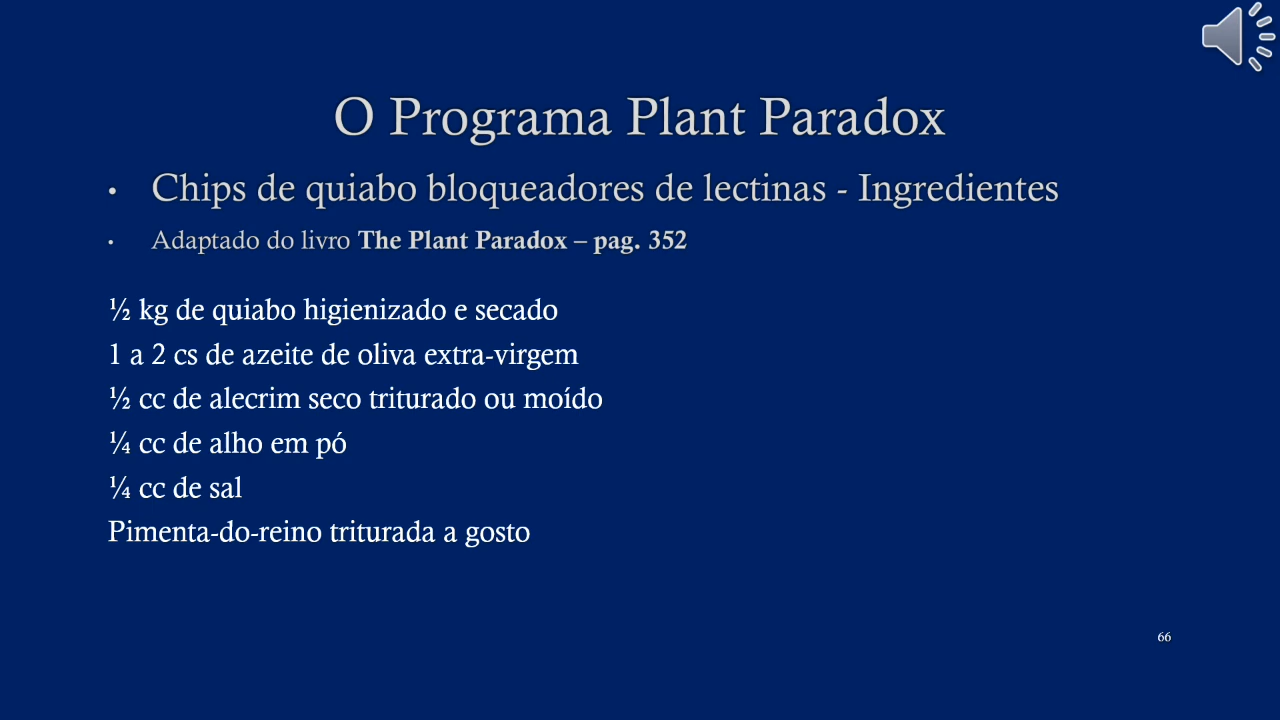 O Programa Plant Paradox
• Chips de quiabo bloqueadores de lectinas - Ingredientes
• Adaptado do livro The Plant Paradox – pag. 352
½ kg de quiabo higienizado e secado
1 a 2 cs de azeite de oliva extra-virgem
½ cc de alecrim seco triturado ou moído
¼ cc de alho em pó
¼ cc de sal
Pimenta-do-reino triturada a gosto
66